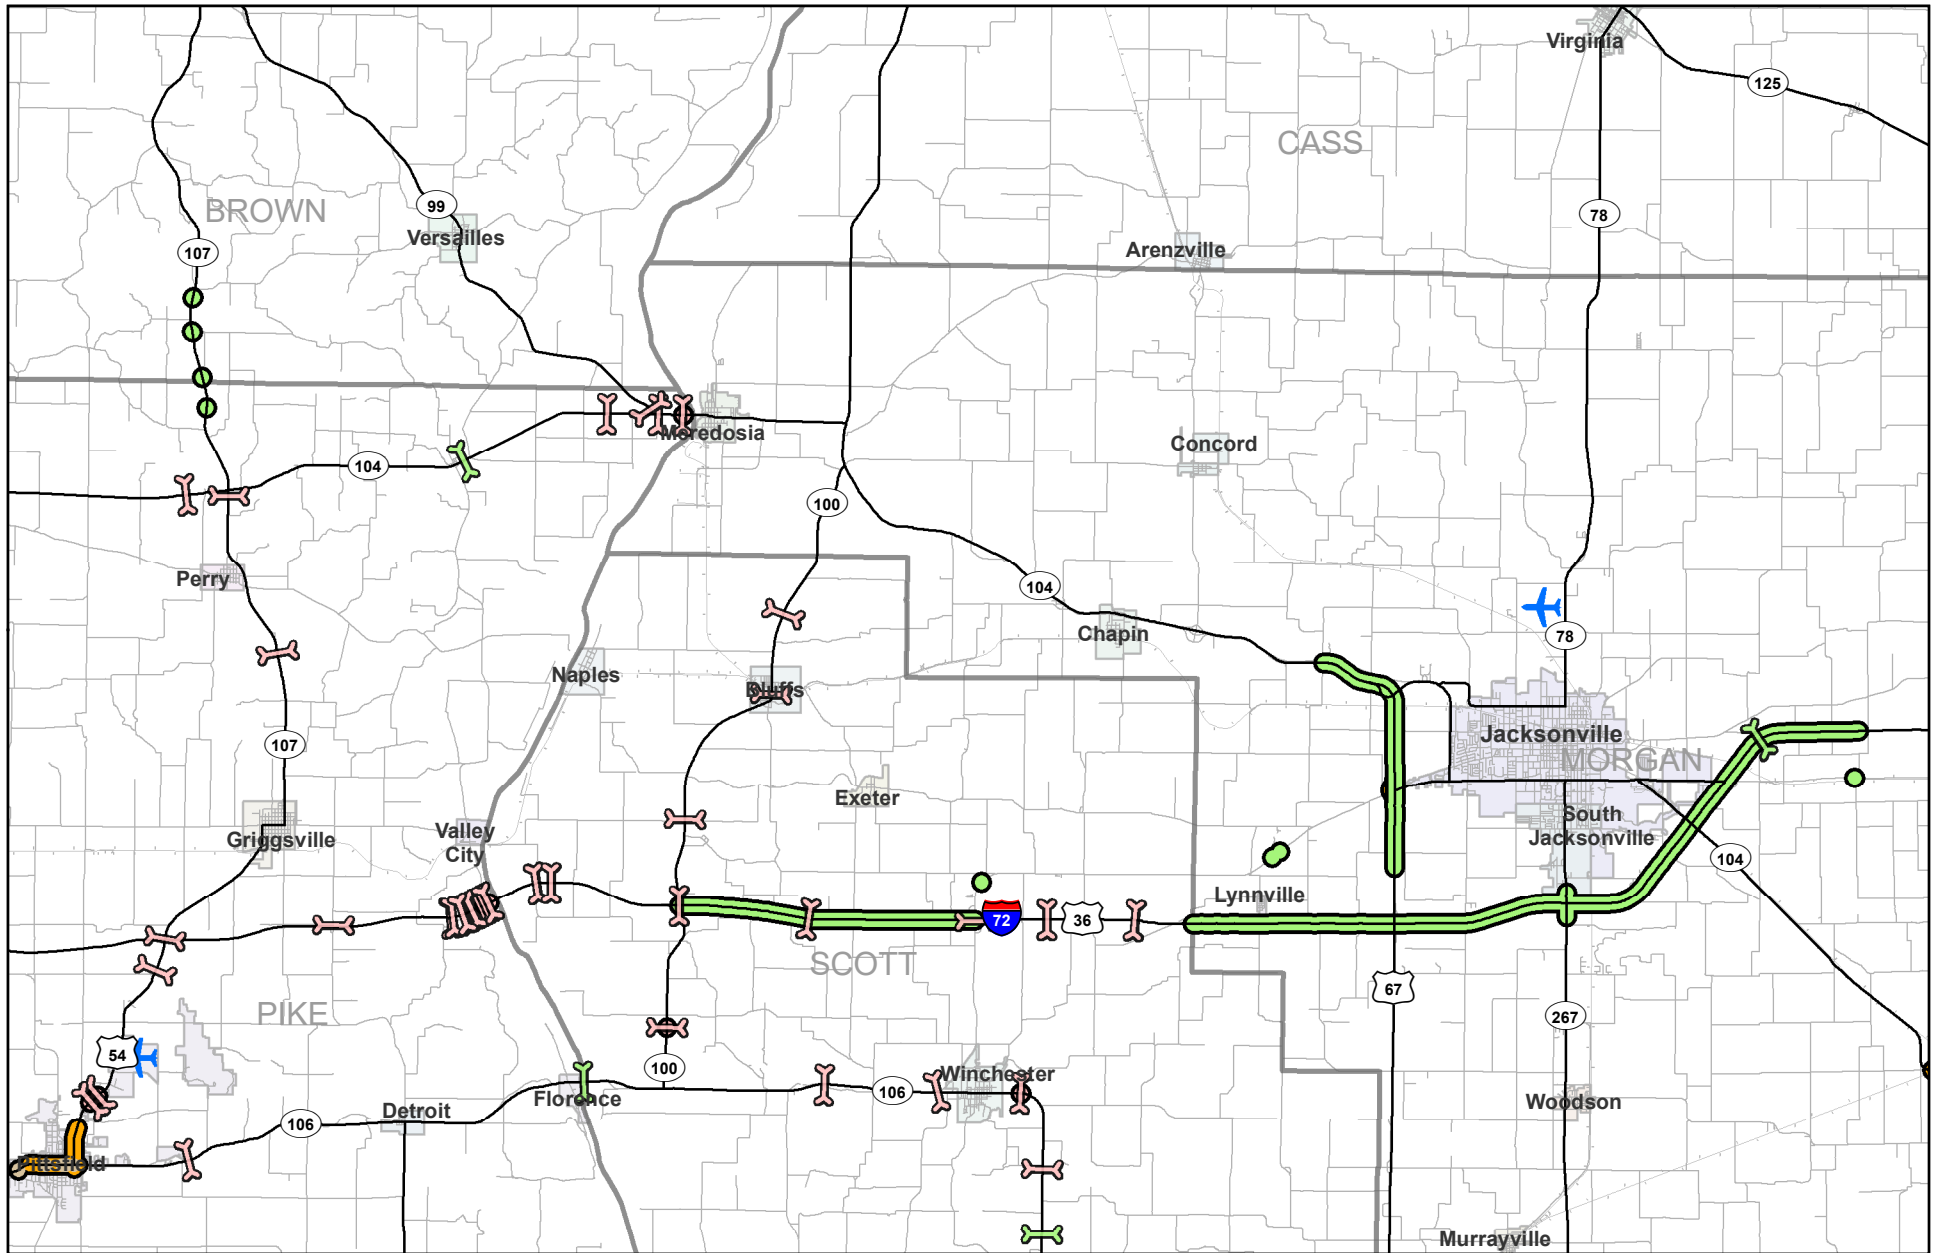 Virginia
125
CASS
99
BROWN
78
Versailles
Arenzville
107
Meredosia
Concord
104
100
Perry
104
Chapin
78
Naples
Bluffs
Jacksonville
107
MORGAN
Exeter
South
Jacksonville
Valley
City
Griggsville
104
Lynnville
72
36
SCOTT
67
PIKE
267
54
100
Winchester
106
Florence
Woodson
Detroit
106
Pittsfield
Murrayville